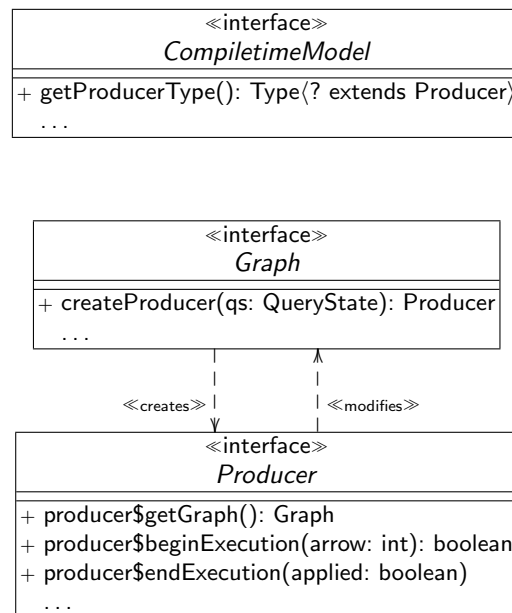 ≪interface≫
CompiletimeModel
+ getProducerType(): Type⟨? extends Producer⟩
...
≪interface≫
Graph
+ createProducer(qs: QueryState): Producer
...
≪creates≫ ≪modifies≫
≪interface≫
Producer
+ producer$getGraph(): Graph
+ producer$beginExecution(arrow: int): boolean
+ producer$endExecution(applied: boolean)
...